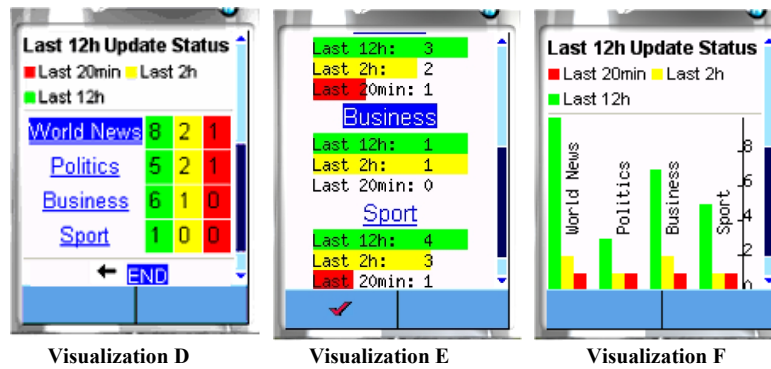 Last 12h Update Status
Last 20min Last 2h
Last 12h
World News 8 2 1
Politics 5 2 1
Business 6 1 0
Sport 1 0 0
END
Visualization D
Last 12h: 3
Last 2h: 2
Last 20min: 1
Business
Last 12h: 1
Last 2h: 1
Last 20min: 0
Sport
Last 12h: 4
Last 2h: 3
Last 20min: 1
Visualization E
Last 12h Update Status
Last 20min Last 2h
Last 12h
World News
Politics
Business
Sport
8
6
4
2
0
Visualization F